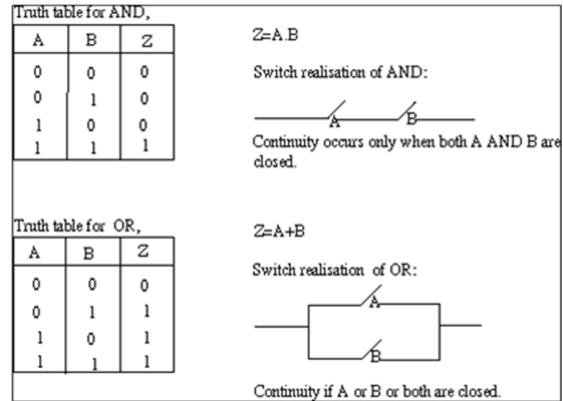 Truth table for AND,
A B Z
0 0 0
0 1 0
1 0 0
1 1 1
Z=A.B
Switch realisation of AND:
A B
Continuity occurs only when both A AND B are
closed.
Truth table for OR,
A B Z
0 0 0
0 1 1
1 0 1
1 1 1
Z=A+B
Switch realisation of OR:
A
B
Continuity if A or B or both are closed.